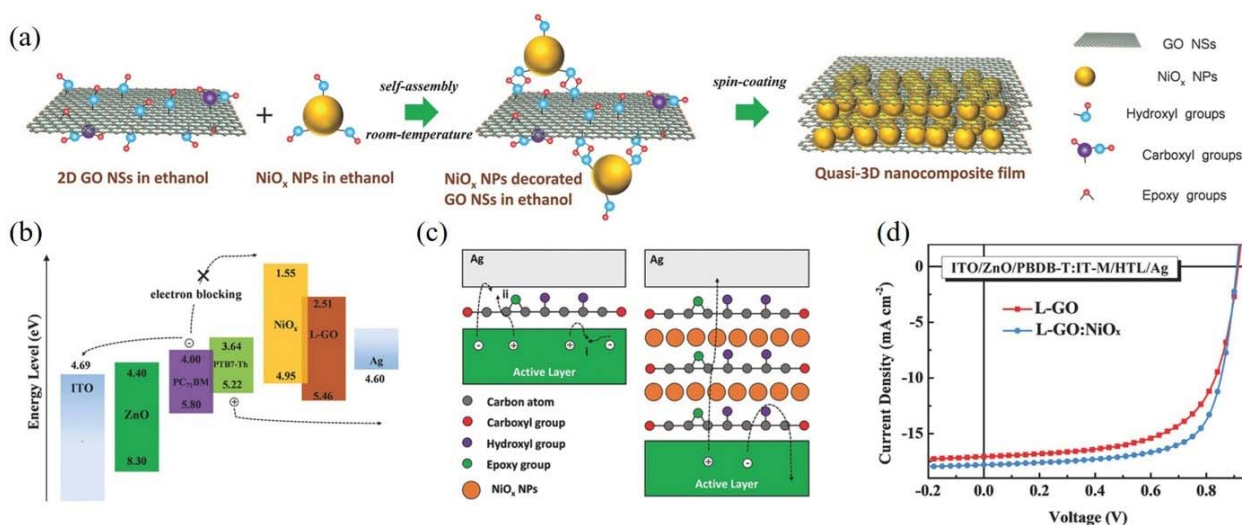 (a)
self-assembly
room-temperature
spin-coating
+
2D GO NSs in ethanol
NiOₓ NPs in ethanol
NiOₓ NPs decorated
GO NSs in ethanol
Quasi-3D nanocomposite film
GO NSs
NiOₓ NPs
Hydroxyl groups
Carboxyl groups
Epoxy groups
(b)
Energy Level (eV)
electron blocking
4.69
ITO
4.40
ZnO
8.30
4.00
PC₇₁BM
5.80
3.64
PTB7-Th
5.22
1.55
NiOₓ
4.95
2.51
L-GO
5.46
Ag
4.60
(c)
Ag
ii
i
Active Layer
Carbon atom
Carboxyl group
Hydroxyl group
Epoxy group
NiOₓ NPs
Ag
Active Layer
(d)
ITO/ZnO/PBDB-T:IT-M/HTL/Ag
L-GO
L-GO:NiOₓ
Current Density (mA cm⁻²)
0
-5
-10
-15
-0.2 0.0 0.2 0.4 0.6 0.8
Voltage (V)